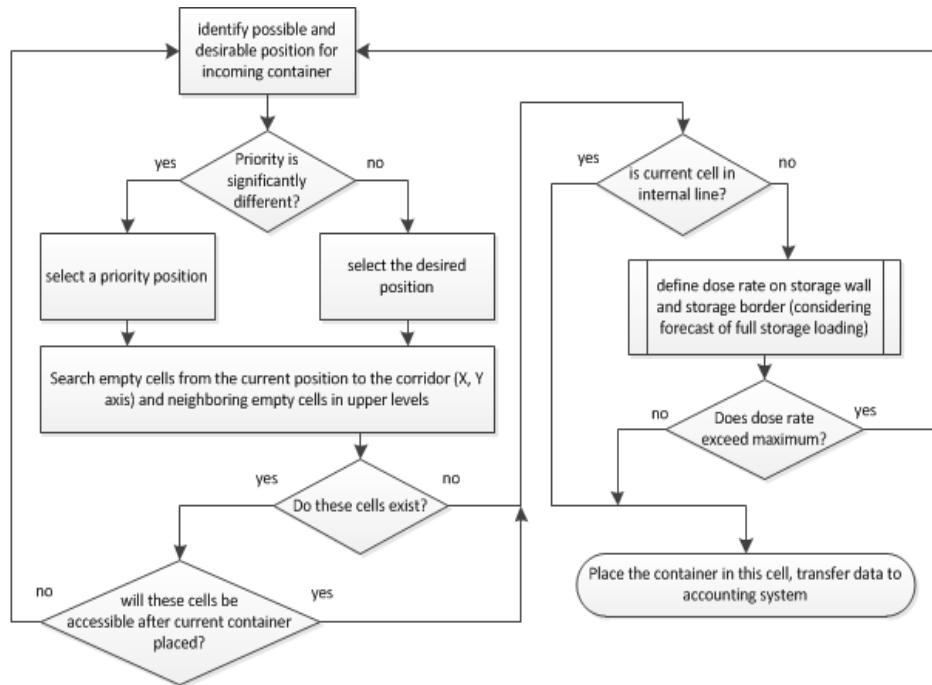 identify possible and
desirable position for
incoming container
yes
Priority is
significantly
different?
no
select a priority position
select the desired
position
Search empty cells from the current position to the corridor (X, Y
axis) and neighboring empty cells in upper levels
yes
Do these cells exist?
no
no
will these cells be
accessible after current container
placed?
yes
yes
is current cell in
internal line?
no
define dose rate on storage wall
and storage border (considering
forecast of full storage loading)
no
Does dose rate
exceed maximum?
yes
Place the container in this cell, transfer data to
accounting system